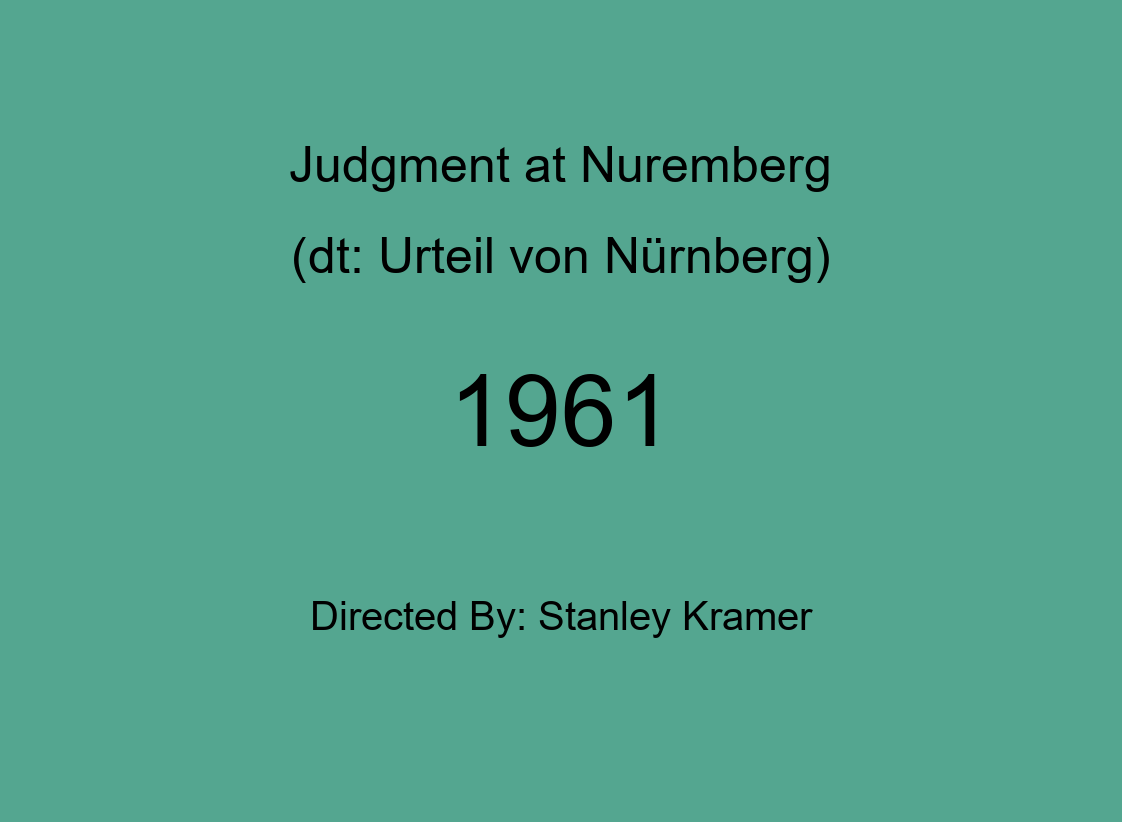 Judgment at Nuremberg
(dt: Urteil von Nürnberg)
1961
Directed By: Stanley Kramer